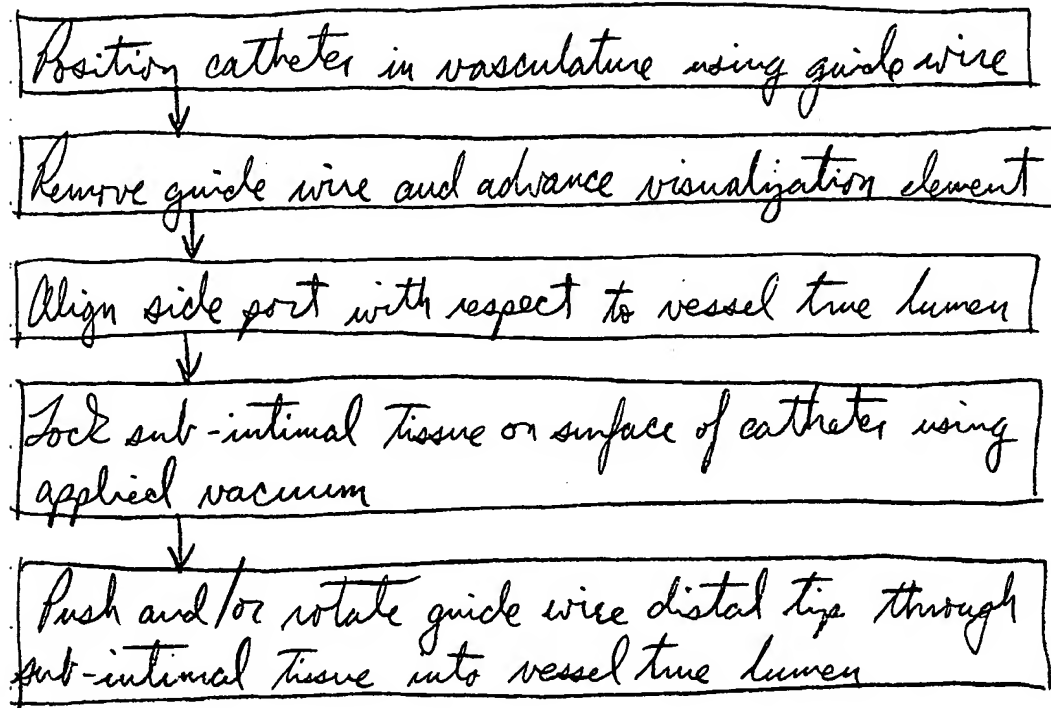 Position catheter in vasculature using guide wire
Remove guide wire and advance visualization element
Align side port with respect to vessel true lumen
Lock sub-intimal tissue on surface of catheter using
applied vacuum
Push and/or rotate guide wire distal tip through
sub-intimal tissue into vessel true lumen